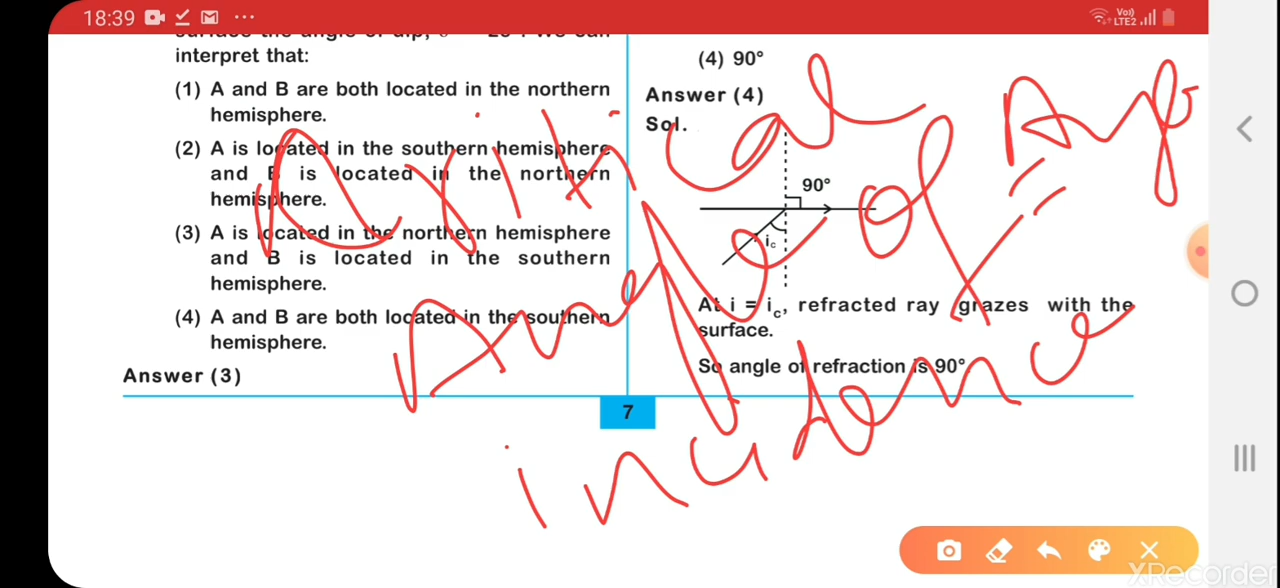 18:39
Vo)) LTE2
interpret that:
(1) A and B are both located in the northern
hemisphere.
(2) A is located in the southern hemisphere
and B is located in the northern
hemisphere.
(3) A is located in the northern hemisphere
and B is located in the southern
hemisphere.
(4) A and B are both located in the southern
hemisphere.
Answer (3)
(4) 90°
Answer (4)
Sol.
90°
ic
At i = ic, refracted ray grazes with the
surface.
So angle of refraction is 90°.
7
Critical
Angle of
incidence
XRecorder